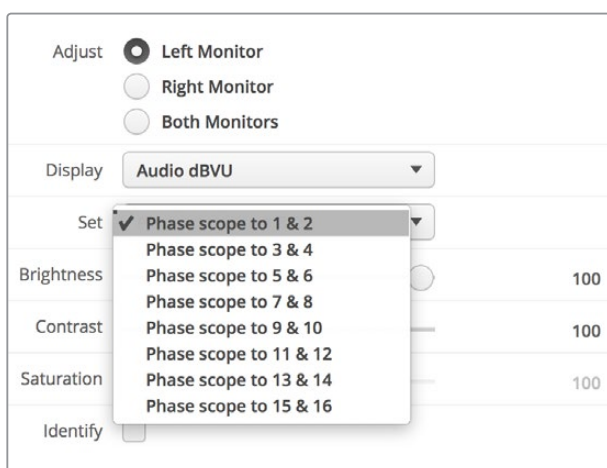 Adjust Left Monitor
Right Monitor
Both Monitors
Display Audio dBVU
Set Phase scope to 1 & 2
Phase scope to 3 & 4
Phase scope to 5 & 6
Brightness 100
Phase scope to 7 & 8
Phase scope to 9 & 10
Contrast 100
Phase scope to 11 & 12
Phase scope to 13 & 14
Saturation 100
Phase scope to 15 & 16
Identify